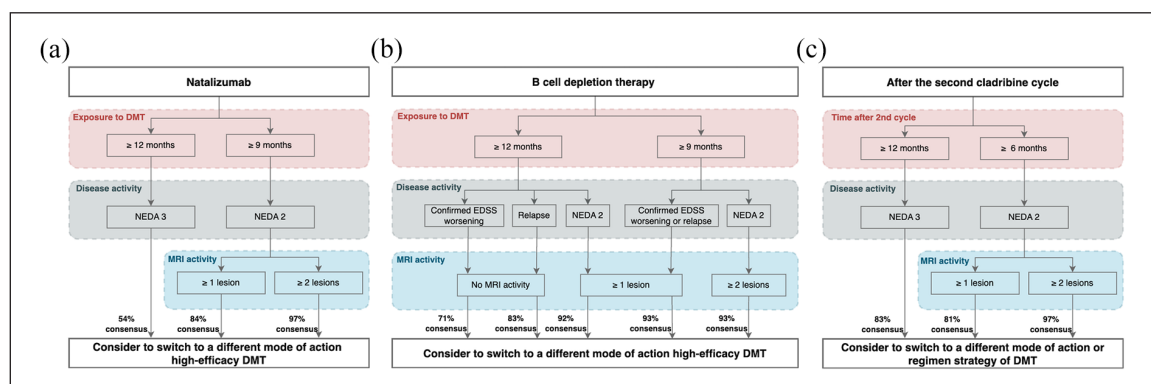 (a)
Natalizumab
Exposure to DMT
≥ 12 months
≥ 9 months
Disease activity
NEDA 3
NEDA 2
MRI activity
≥ 1 lesion
≥ 2 lesions
54%
consensus
84%
consensus
97%
consensus
Consider to switch to a different mode of action
high-efficacy DMT
(b)
B cell depletion therapy
Exposure to DMT
≥ 12 months
≥ 9 months
Disease activity
Confirmed EDSS
worsening
Relapse
NEDA 2
Confirmed EDSS
worsening or relapse
NEDA 2
MRI activity
No MRI activity
≥ 1 lesion
≥ 2 lesions
71%
consensus
83%
consensus
92%
consensus
93%
consensus
93%
consensus
Consider to switch to a different mode of action high-efficacy DMT
(c)
After the second cladribine cycle
Time after 2nd cycle
≥ 12 months
≥ 6 months
Disease activity
NEDA 3
NEDA 2
MRI activity
≥ 1 lesion
≥ 2 lesions
83%
consensus
81%
consensus
97%
consensus
Consider to switch to a different mode of action or
regimen strategy of DMT